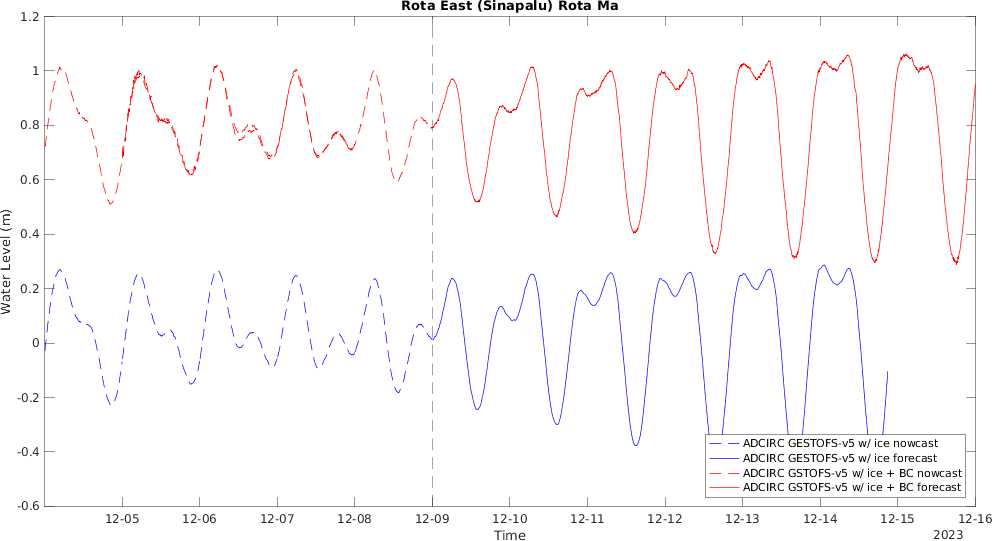 Rota East (Sinapalu) Rota Ma
1.2
1
0.8
0.6
0.4
0.2
0
-0.2
-0.4
-0.6
Water Level (m)
ADCIRC GESTOFS-v5 w/ ice nowcast
ADCIRC GESTOFS-v5 w/ ice forecast
ADCIRC GSTOFS-v5 w/ ice + BC nowcast
ADCIRC GSTOFS-v5 w/ ice + BC forecast
12-05 12-06 12-07 12-08 12-09 12-10 12-11 12-12 12-13 12-14 12-15 12-16
Time
2023